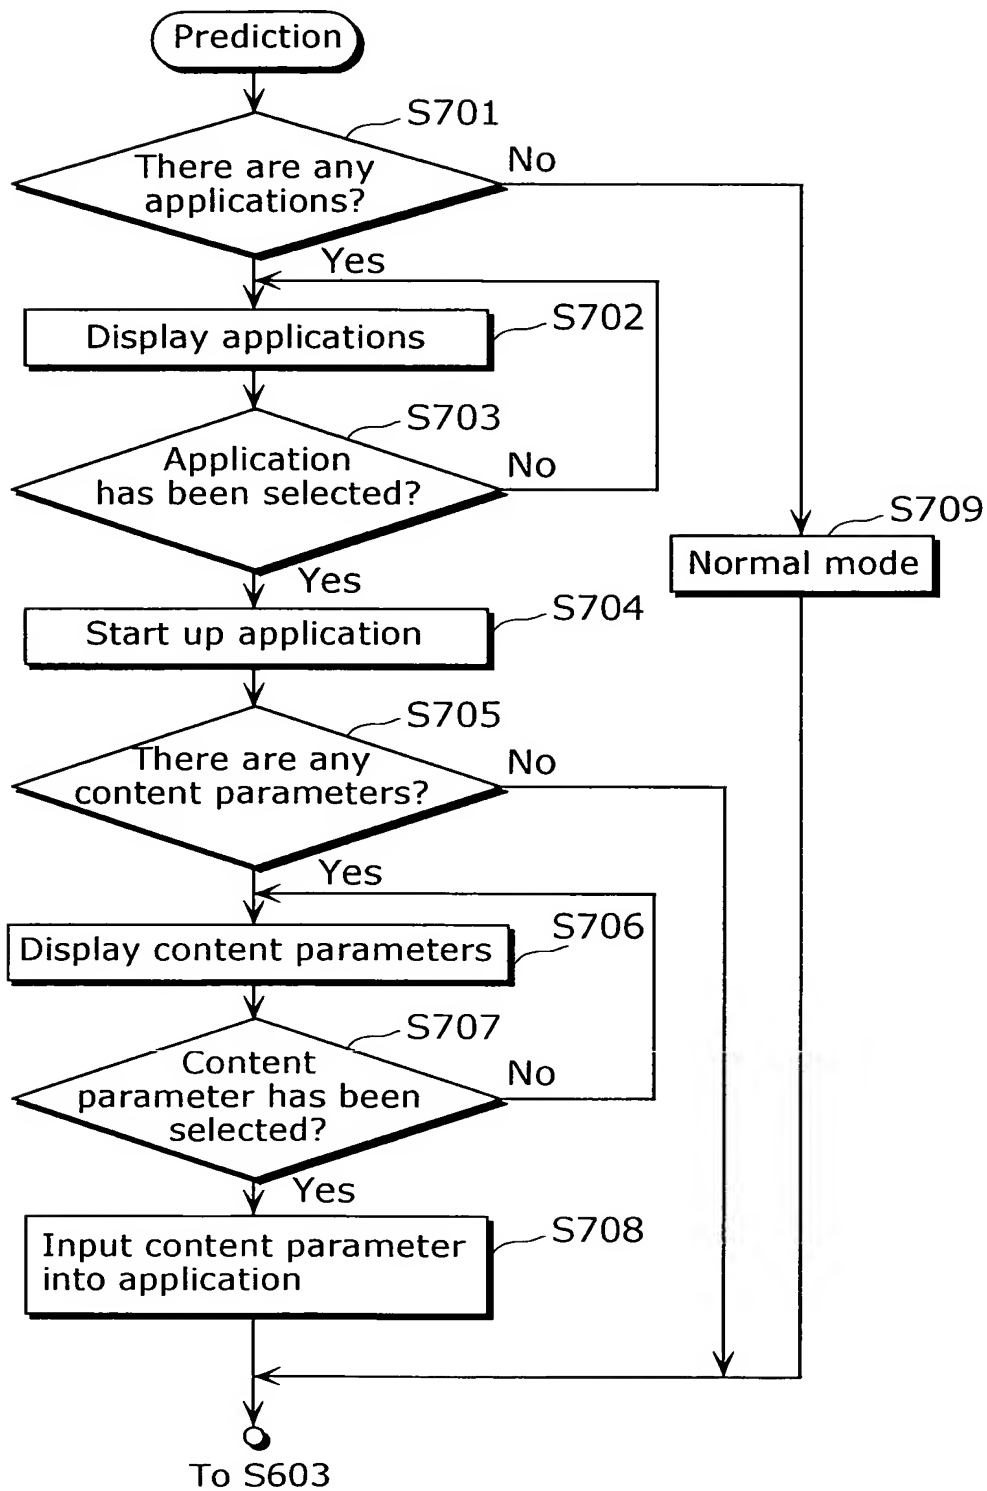 Prediction
S701
There are any
applications?
No
Yes
S702
Display applications
S703
Application
has been selected?
No
S709
Normal mode
Yes
S704
Start up application
S705
There are any
content parameters?
No
Yes
S706
Display content parameters
S707
Content
parameter has been
selected?
No
Yes
S708
Input content parameter
into application
To S603